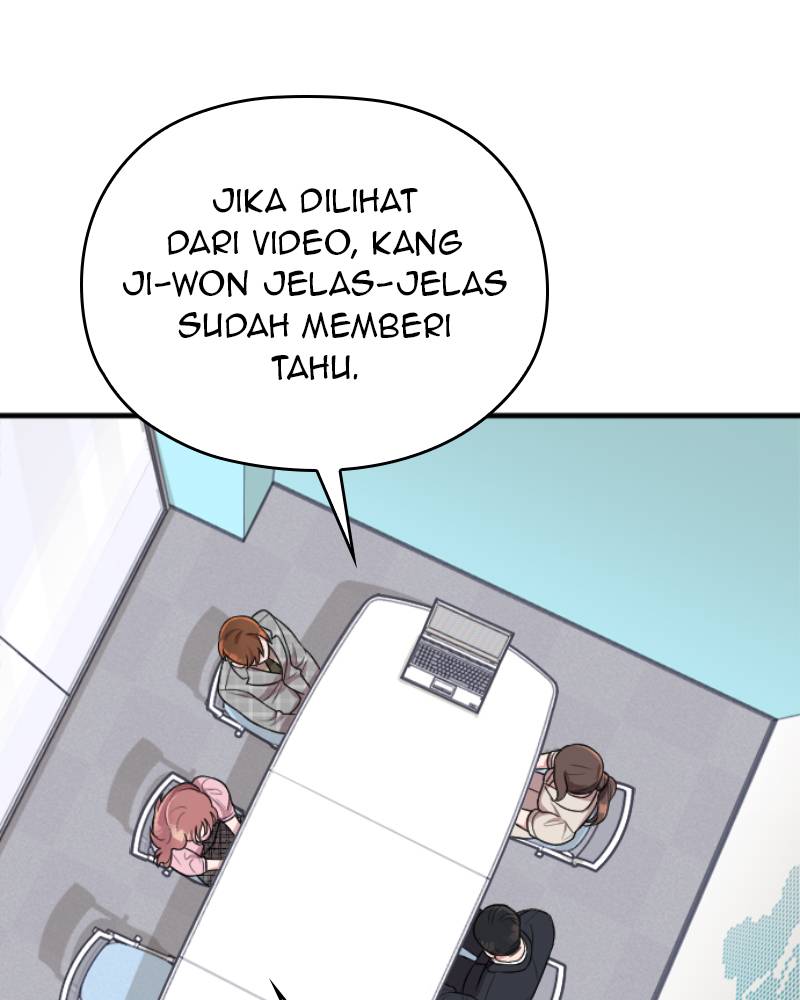 JIKA DILIHAT
DARI VIDEO, KANG
JI-WON JELAS-JELAS
SUDAH MEMBERI
TAHU.